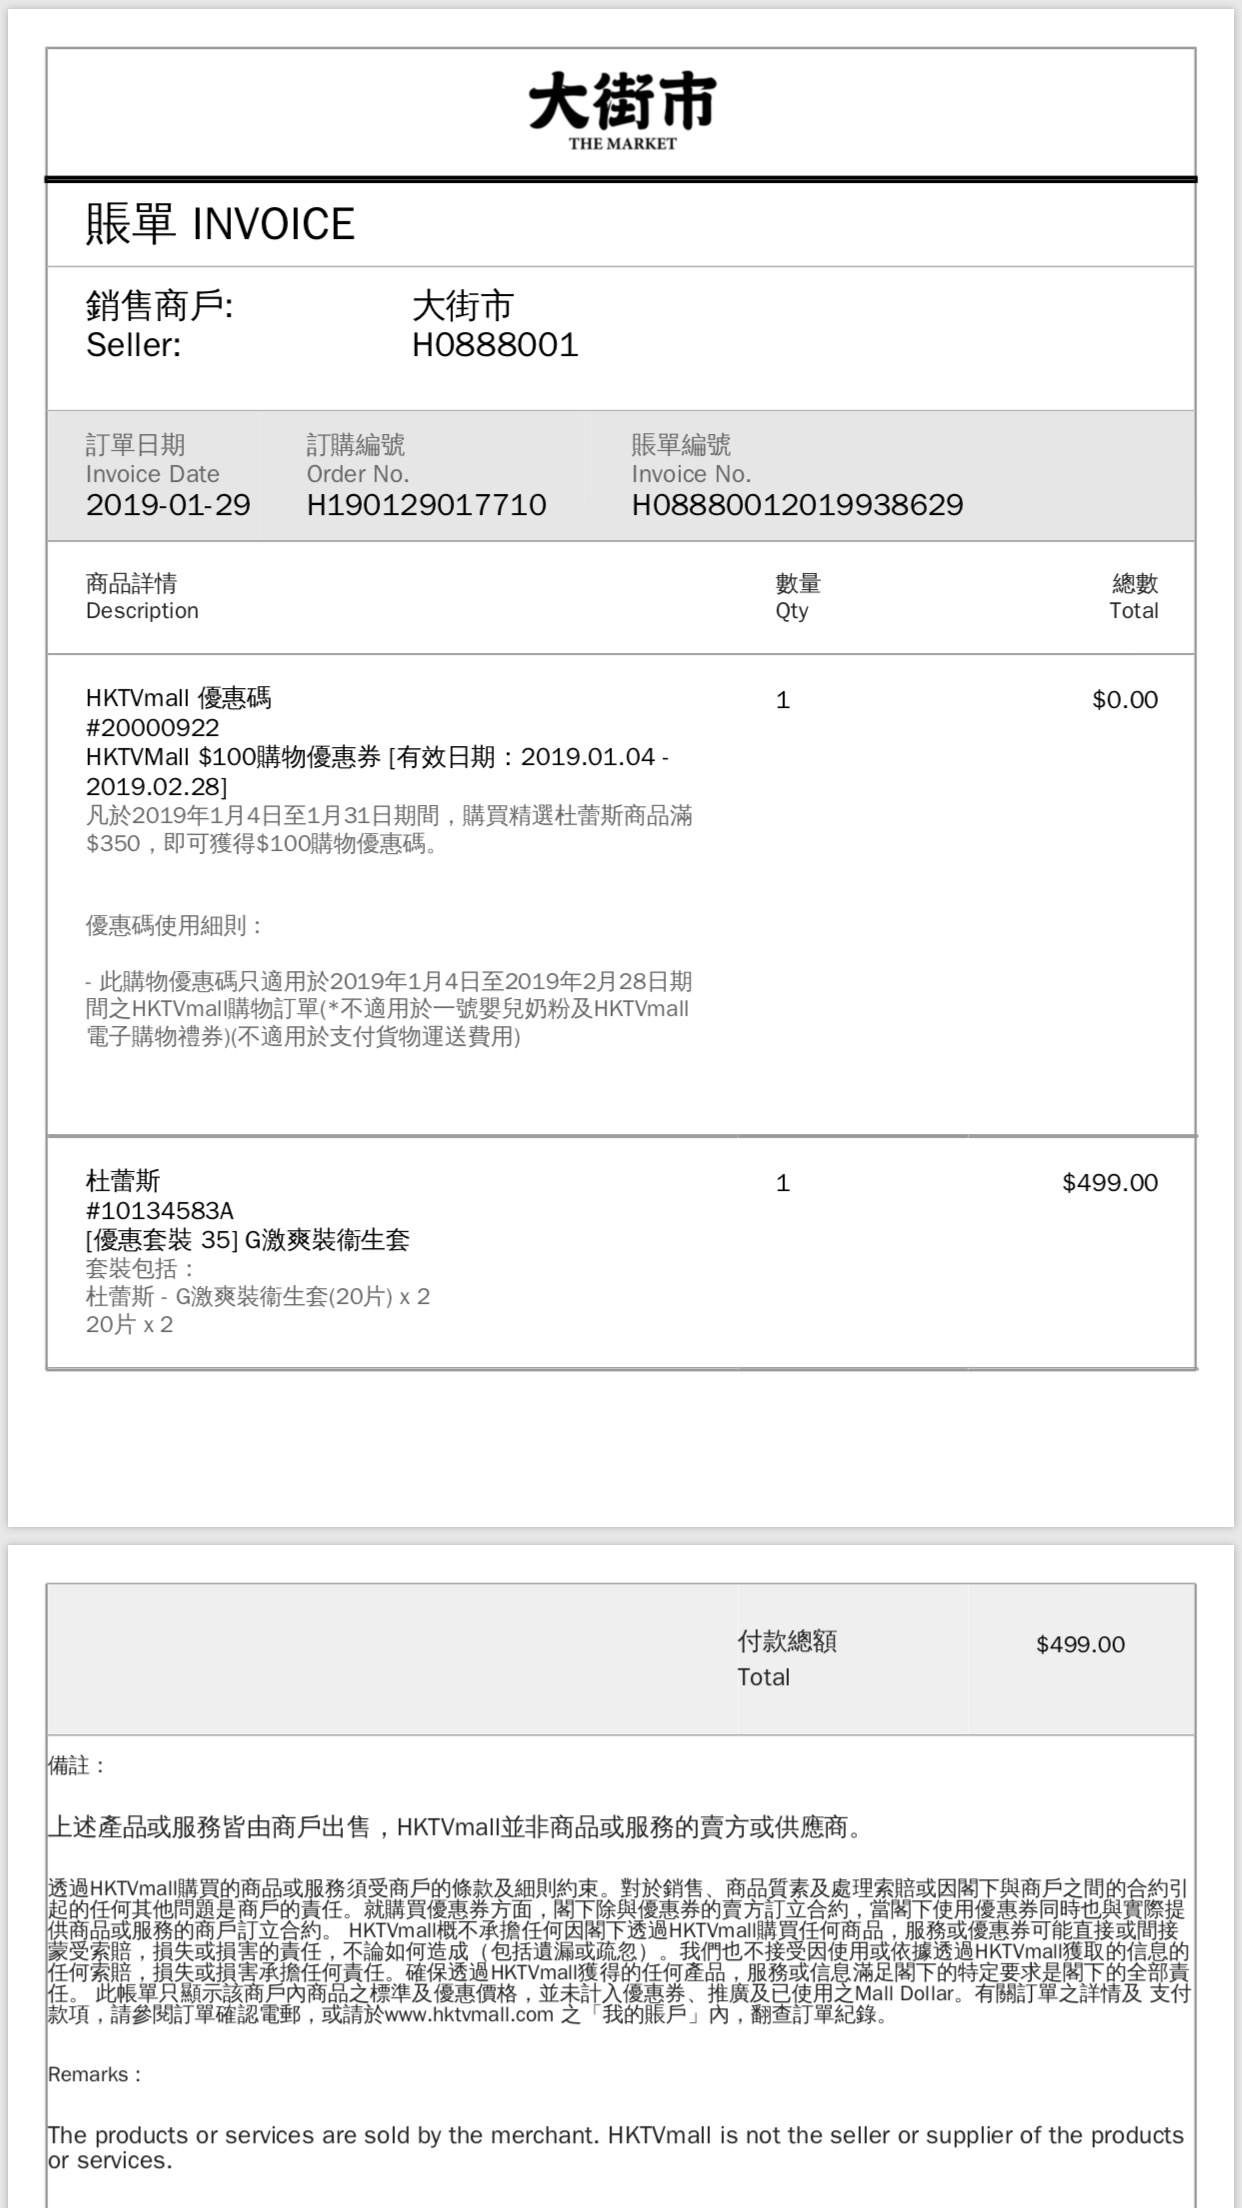 大街市
THE MARKET
賬單 INVOICE
銷售商戶: 大街市
Seller: H0888001
訂單日期 訂購編號 賬單編號
Invoice Date Order No. Invoice No.
2019-01-29 H190129017710 H08880012019938629
商品詳情 數量 總數
Description Qty Total
HKTVmall 優惠碼 1 $0.00
#20000922
HKTVMall $100購物優惠券 [有效日期：2019.01.04 -
2019.02.28]
凡於2019年1月4日至1月31日期間，購買精選杜蕾斯商品滿
$350，即可獲得$100購物優惠碼。
優惠碼使用細則：
- 此購物優惠碼只適用於2019年1月4日至2019年2月28日期
間之HKTVmall購物訂單(*不適用於一號嬰兒奶粉及HKTVmall
電子購物禮券)(不適用於支付貨物運送費用)
杜蕾斯 1 $499.00
#10134583A
[優惠套裝 35] G激爽裝衞生套
套裝包括：
杜蕾斯 - G激爽裝衞生套(20片) x 2
20片 x 2
付款總額 $499.00
Total
備註：
上述產品或服務皆由商戶出售，HKTVmall並非商品或服務的賣方或供應商。
透過HKTVmall購買的商品或服務須受商戶的條款及細則約束。對於銷售、商品質素及處理索賠或因閣下與商戶之間的合約引
起的任何其他問題是商戶的責任。就購買優惠券方面，閣下除與優惠券的賣方訂立合約，當閣下使用優惠券同時也與實際提
供商品或服務的商戶訂立合約。 HKTVmall概不承擔任何因閣下透過HKTVmall購買任何商品，服務或優惠券可能直接或間接
蒙受索賠，損失或損害的責任，不論如何造成（包括遺漏或疏忽）。我們也不接受因使用或依據透過HKTVmall獲取的信息的
任何索賠，損失或損害承擔任何責任。確保透過HKTVmall獲得的任何產品，服務或信息滿足閣下的特定要求是閣下的全部責
任。 此帳單只顯示該商戶內商品之標準及優惠價格，並未計入優惠券、推廣及已使用之Mall Dollar。有關訂單之詳情及 支付
款項，請參閱訂單確認電郵，或請於www.hktvmall.com 之「我的賬戶」內，翻查訂單紀錄。
Remarks :
The products or services are sold by the merchant. HKTVmall is not the seller or supplier of the products
or services.